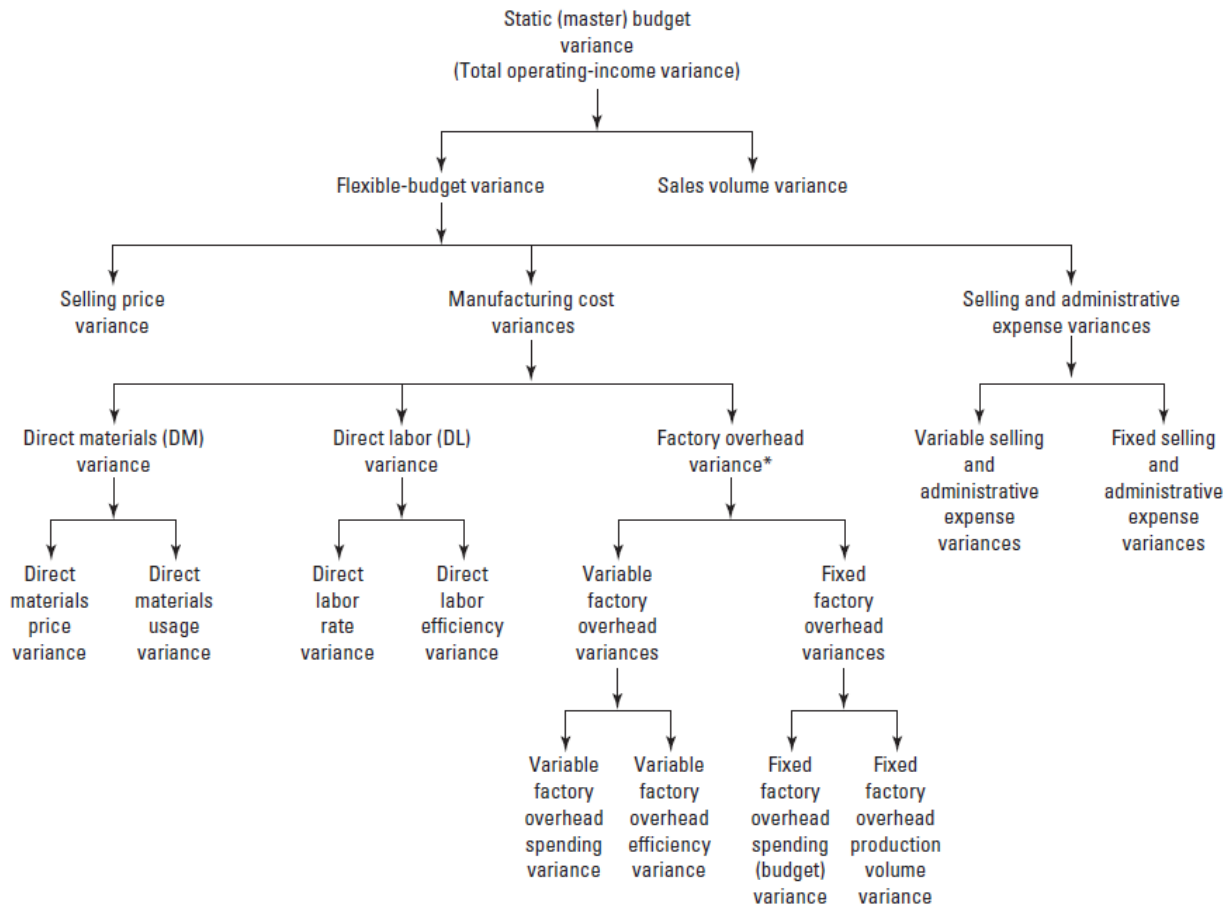 Static (master) budget
variance
(Total operating-income variance)
Flexible-budget variance
Sales volume variance
Selling price
variance
Manufacturing cost
variances
Selling and administrative
expense variances
Direct materials (DM)
variance
Direct labor (DL)
variance
Factory overhead
variance*
Variable selling
and
administrative
expense
variances
Fixed selling
and
administrative
expense
variances
Direct
materials
price
variance
Direct
materials
usage
variance
Direct
labor
rate
variance
Direct
labor
efficiency
variance
Variable
factory
overhead
variances
Fixed
factory
overhead
variances
Variable
factory
overhead
spending
variance
Variable
factory
overhead
efficiency
variance
Fixed
factory
overhead
spending
(budget)
variance
Fixed
factory
overhead
production
volume
variance